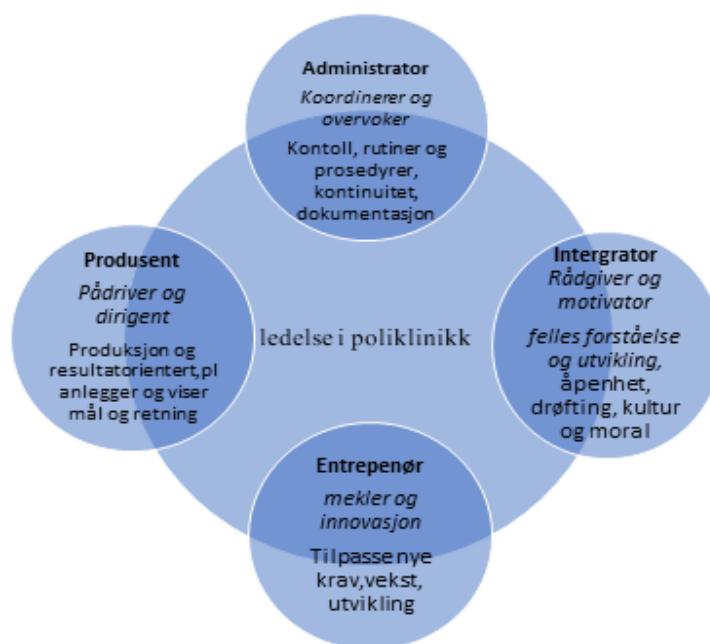 Administrator
Koordinerer og
overvoker
Kontoll, rutiner og
prosedyrer,
kontinuitet,
dokumentasjon
Produsent
Pådriver og
dirigent
Produksjon og
resultatorientert,pl
anlegger og viser
mål og retning
ledelse i poliklinikk
Intergrator
Rådgiver og
motivator
felles forståelse
og utvikling,
åpenhet,
drøfting, kultur
og moral
Entrepenør
mekler og
innovasjon
Tilpasse nye
krav,vekst,
utvikling